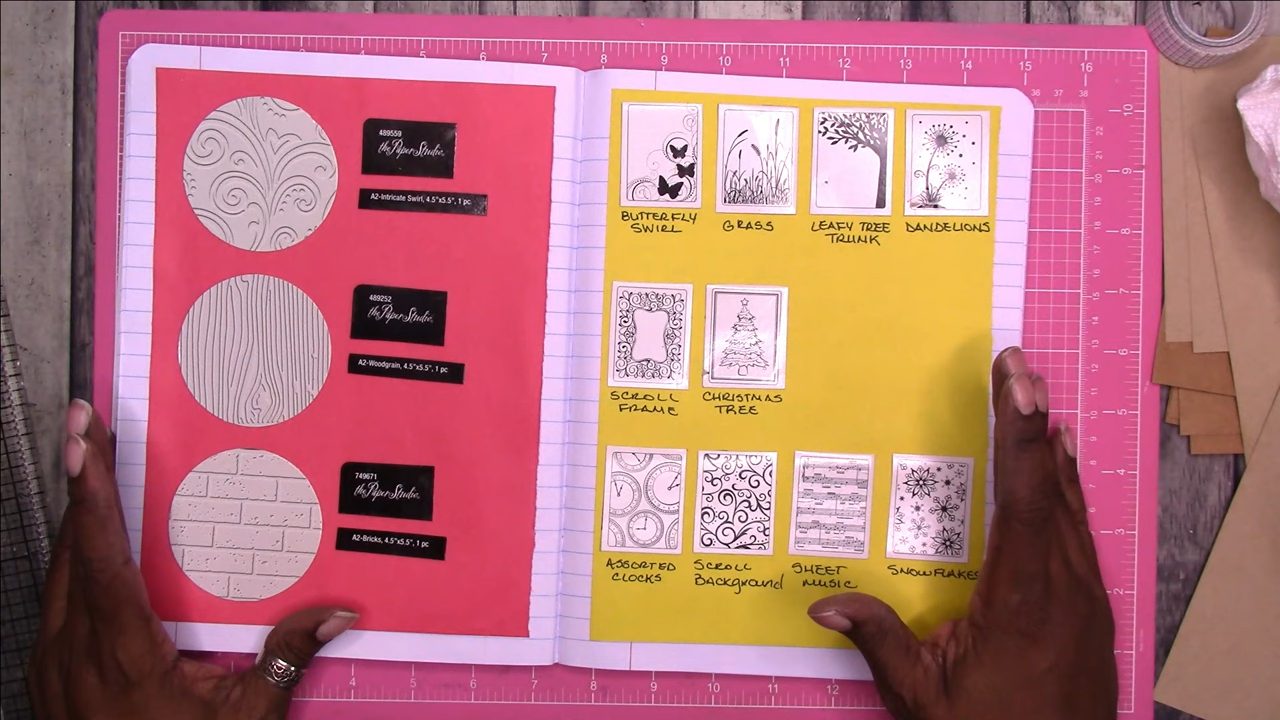 489559
the Paper Studio
A2-Intricate Swirl, 4.5"x5.5", 1 pc
489252
the Paper Studio
A2-Woodgrain, 4.5"x5.5", 1 pc
749671
the Paper Studio
A2-Bricks, 4.5"x5.5", 1 pc
BUTTERFLY
SWIRL
GRASS
LEAFY TREE
TRUNK
DANDELIONS
SCROLL
FRAME
CHRISTMAS
TREE
ASSORTED
CLOCKS
SCROLL
Background
SHEET
MUSIC
SNOWFLAKES